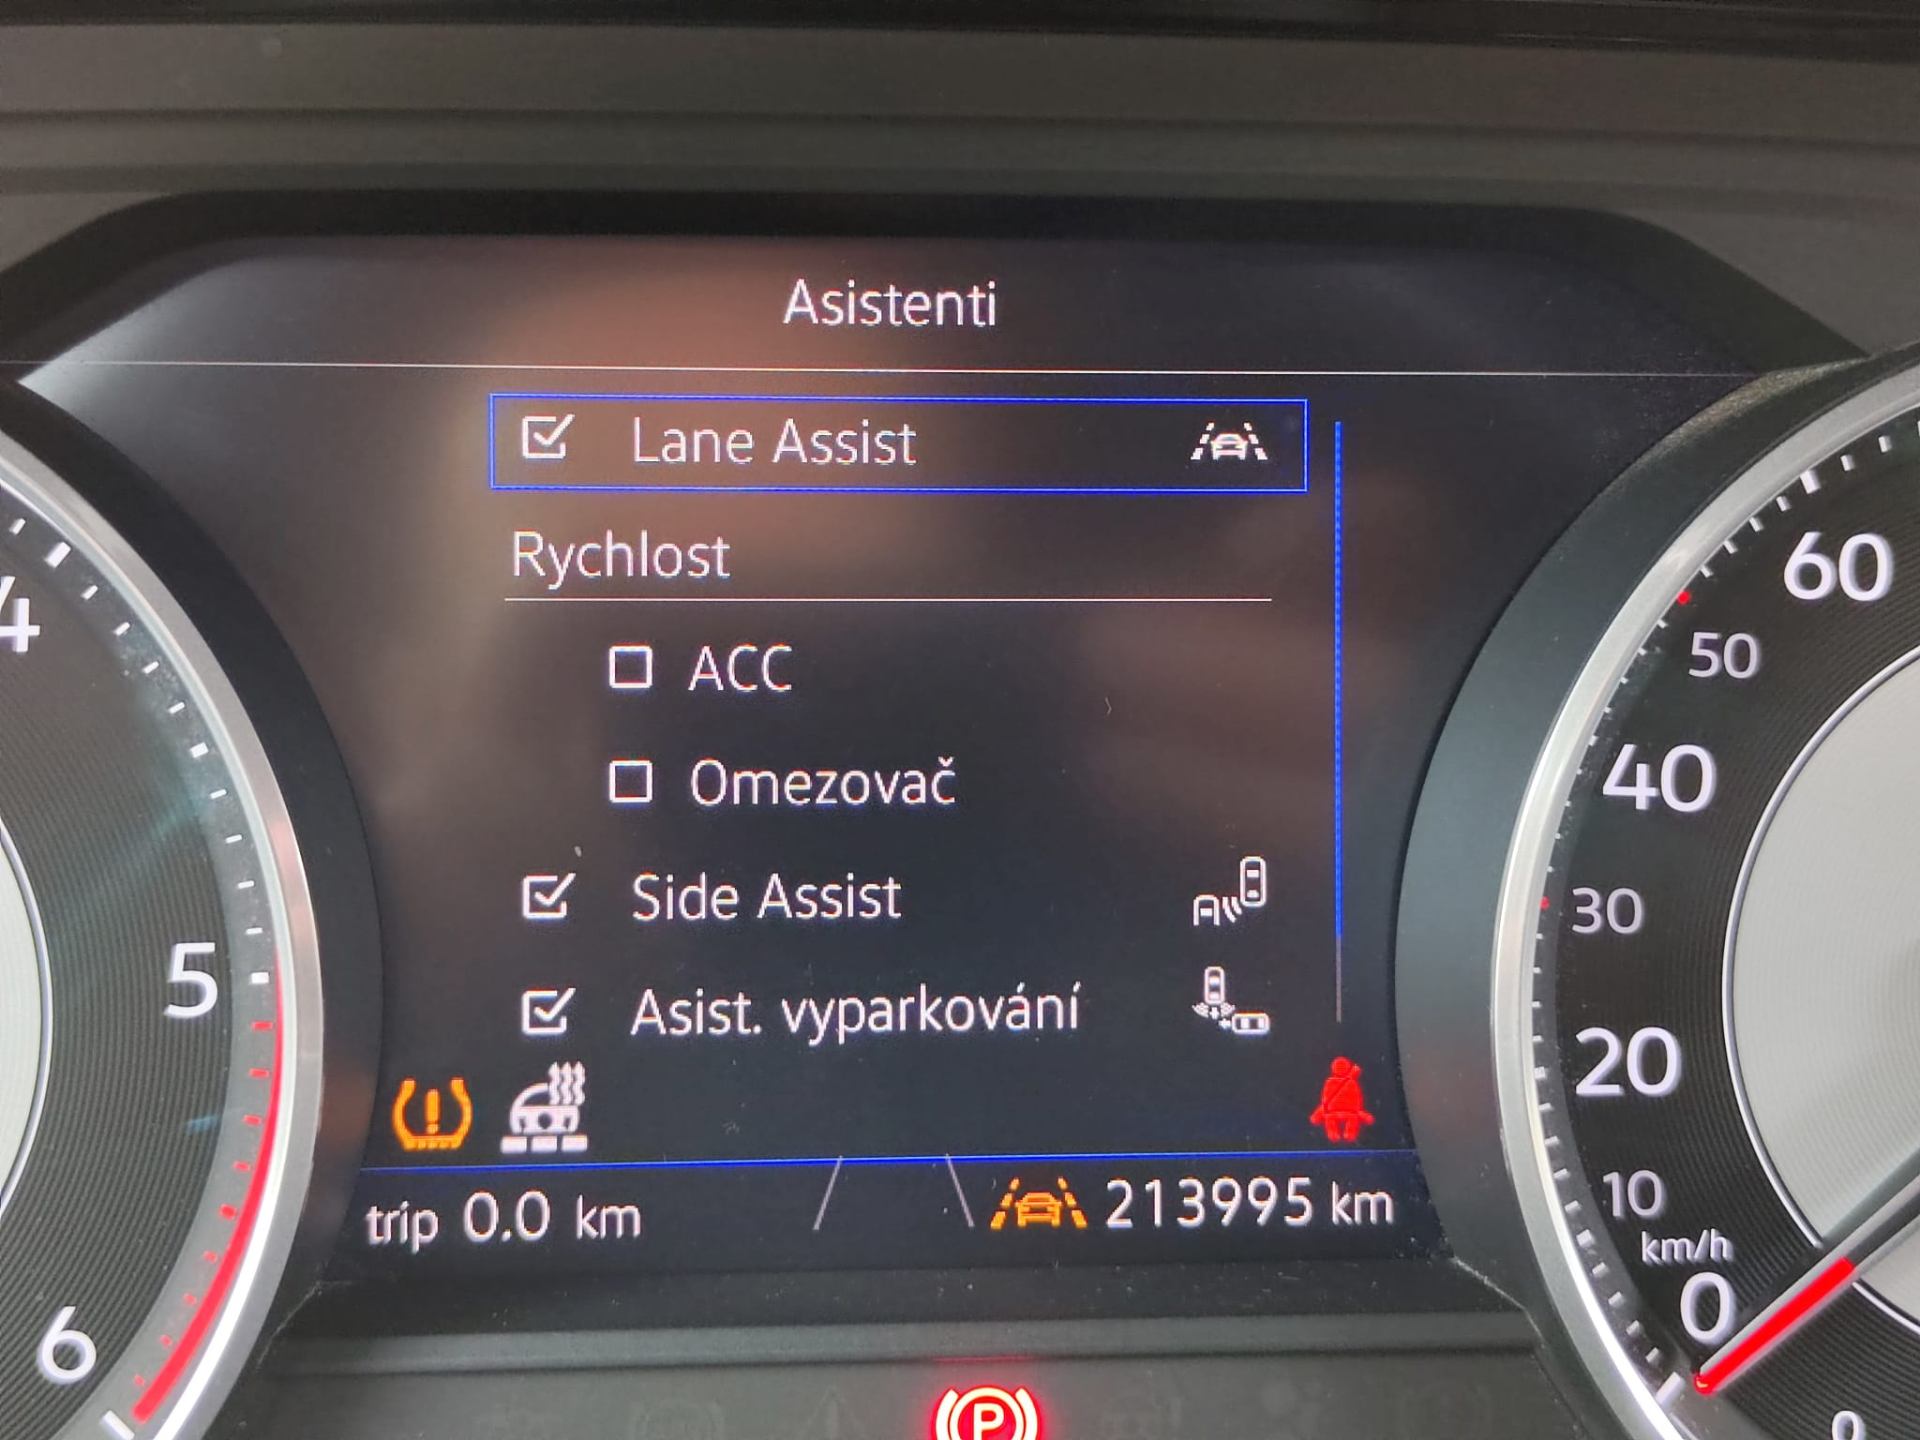 Asistenti
Lane Assist
Rychlost
ACC
Omezovač
Side Assist
Asist. vyparkování
trip 0.0 km
213995 km
4
5
6
60
50
40
30
20
10
km/h
0
P